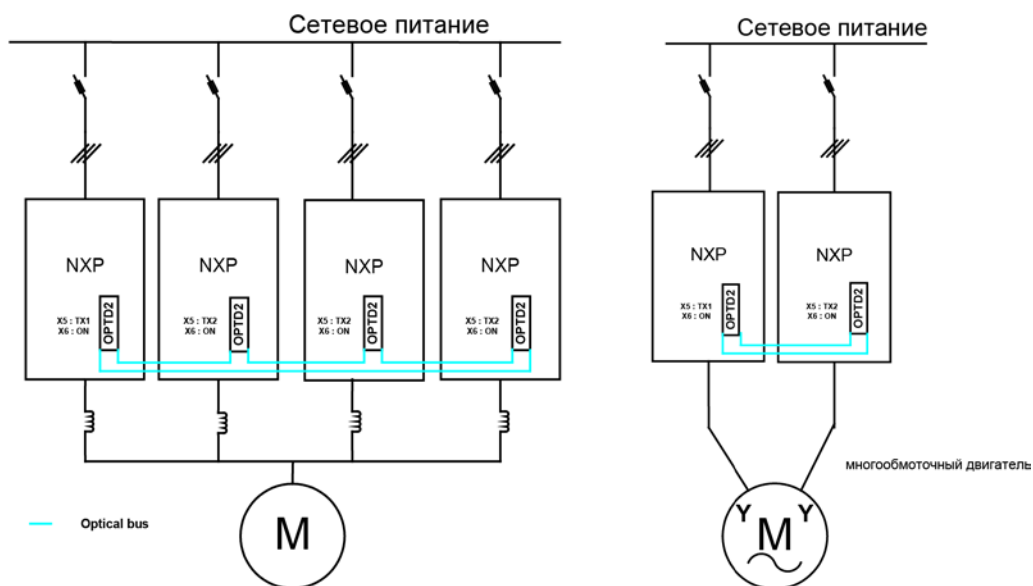 Сетевое питание
Сетевое питание
NXP
NXP
NXP
NXP
NXP
NXP
X5 : TX1
X6 : ON
OPTD2
X5 : TX2
X6 : ON
OPTD2
X5 : TX2
X6 : ON
OPTD2
X5 : TX2
X6 : ON
OPTD2
X5 : TX1
X6 : ON
OPTD2
X5 : TX2
X6 : ON
OPTD2
многообмоточный двигатель
Optical bus
M
Y M Y